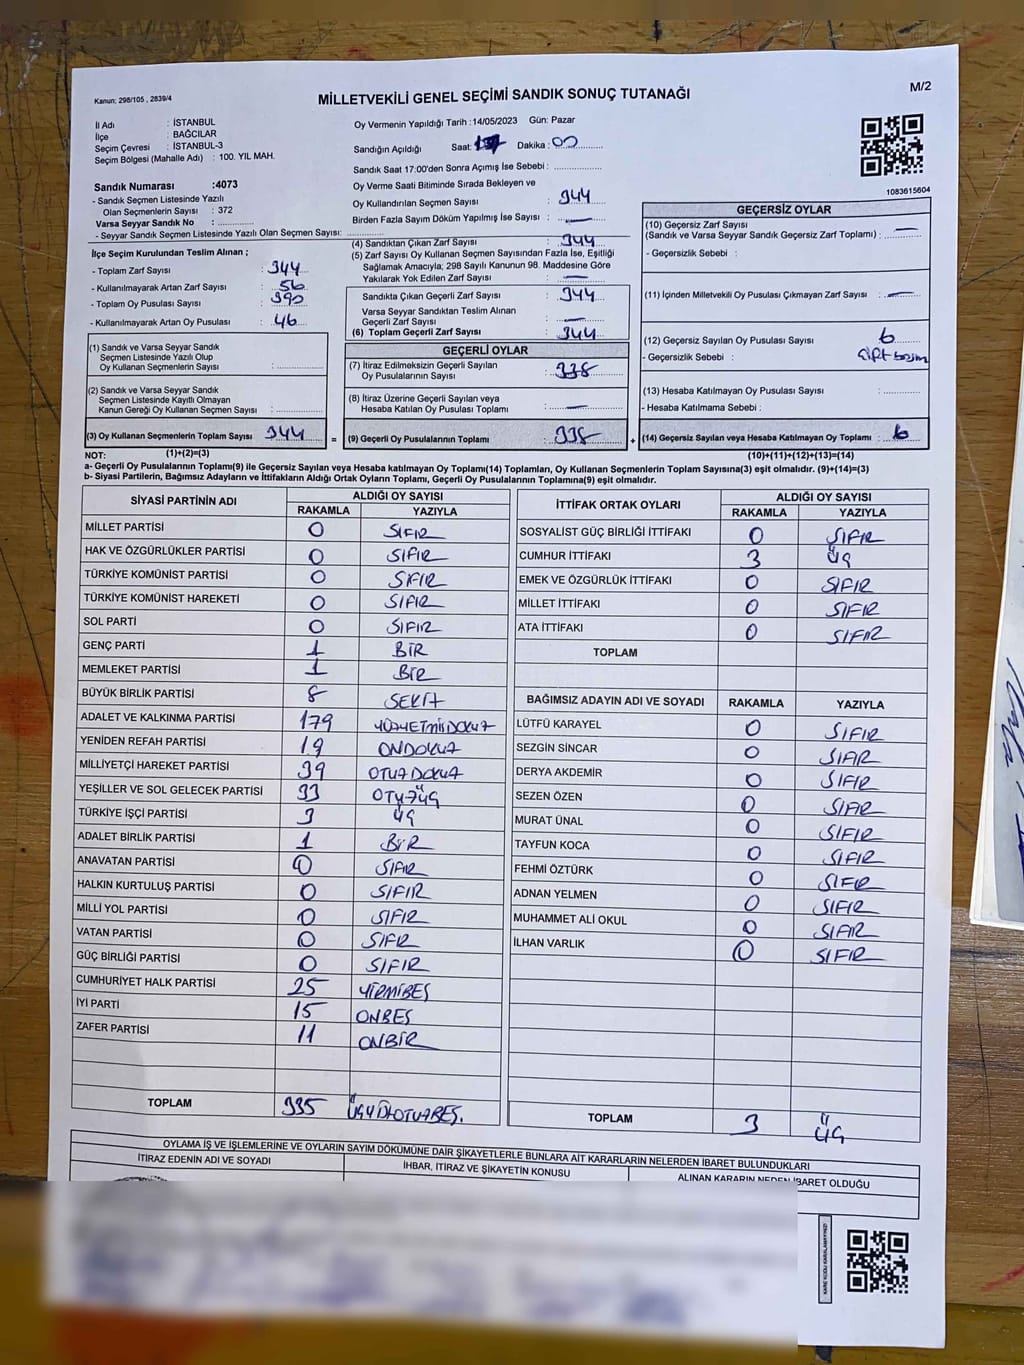 Kanun; 298/105 , 2839/4
MİLLETVEKİLİ GENEL SEÇİMİ SANDIK SONUÇ TUTANAĞI
M/2
İl Adı : İSTANBUL
İlçe : BAĞCILAR
Seçim Çevresi : İSTANBUL-3
Seçim Bölgesi (Mahalle Adı) : 100. YIL MAH.
Sandık Numarası :4073
- Sandık Seçmen Listesinde Yazılı
Olan Seçmenlerin Sayısı : 372
Varsa Seyyar Sandık No :
- Seyyar Sandık Seçmen Listesinde Yazılı Olan Seçmen Sayısı:
Oy Vermenin Yapıldığı Tarih :14/05/2023 Gün: Pazar
Sandığın Açıldığı Saat: Dakika : 00
Sandık Saat 17:00'den Sonra Açımış İse Sebebi :
Oy Verme Saati Bitiminde Sırada Bekleyen ve
Oy Kullandırılan Seçmen Sayısı : 344
Birden Fazla Sayım Döküm Yapılmış İse Sayısı : —
1083615604
İlçe Seçim Kurulundan Teslim Alınan ;
- Toplam Zarf Sayısı : 344
- Kullanılmayarak Artan Zarf Sayısı : 56
- Toplam Oy Pusulası Sayısı : 390
- Kullanılmayarak Artan Oy Pusulası : 46
(1) Sandık ve Varsa Seyyar Sandık
Seçmen Listesinde Yazılı Olup
Oy Kullanan Seçmenlerin Sayısı :
(2) Sandık ve Varsa Seyyar Sandık
Seçmen Listesinde Kayıtlı Olmayan
Kanun Gereği Oy Kullanan Seçmen Sayısı :
(3) Oy Kullanan Seçmenlerin Toplam Sayısı 344
(1)+(2)=(3)
(4) Sandıktan Çıkan Zarf Sayısı : 344
(5) Zarf Sayısı Oy Kullanan Seçmen Sayısından Fazla İse, Eşitliği
Sağlamak Amacıyla; 298 Sayılı Kanunun 98. Maddesine Göre
Yakılarak Yok Edilen Zarf Sayısı : —
Sandıkta Çıkan Geçerli Zarf Sayısı : 344
Varsa Seyyar Sandıktan Teslim Alınan
Geçerli Zarf Sayısı : —
(6) Toplam Geçerli Zarf Sayısı : 344
GEÇERLİ OYLAR
(7) İtiraz Edilmeksizin Geçerli Sayılan
Oy Pusulalarının Sayısı : 338
(8) İtiraz Üzerine Geçerli Sayılan veya
Hesaba Katılan Oy Pusulası Toplamı : —
= (9) Geçerli Oy Pusulalarının Toplamı : 338
GEÇERSİZ OYLAR
(10) Geçersiz Zarf Sayısı
(Sandık ve Varsa Seyyar Sandık Geçersiz Zarf Toplamı) : —
- Geçersizlik Sebebi :
(11) İçinden Milletvekili Oy Pusulası Çıkmayan Zarf Sayısı : —
(12) Geçersiz Sayılan Oy Pusulası Sayısı : 6
- Geçersizlik Sebebi : çift basım
(13) Hesaba Katılmayan Oy Pusulası Sayısı :
- Hesaba Katılmama Sebebi :
+ (14) Geçersiz Sayılan veya Hesaba Katılmayan Oy Toplamı : 6
(10)+(11)+(12)+(13)=(14)
NOT:
a- Geçerli Oy Pusulalarının Toplamı(9) ile Geçersiz Sayılan veya Hesaba katılmayan Oy Toplamı(14) Toplamları, Oy Kullanan Seçmenlerin Toplam Sayısına(3) eşit olmalıdır. (9)+(14)=(3)
b- Siyasi Partilerin, Bağımsız Adayların ve İttifakların Aldığı Ortak Oyların Toplamı, Geçerli Oy Pusulalarının Toplamına(9) eşit olmalıdır.
SİYASİ PARTİNİN ADI ALDIĞI OY SAYISI
RAKAMLA YAZIYLA
MİLLET PARTİSİ 0 SIFIR
HAK VE ÖZGÜRLÜKLER PARTİSİ 0 SIFIR
TÜRKİYE KOMÜNİST PARTİSİ 0 SIFIR
TÜRKİYE KOMÜNİST HAREKETİ 0 SIFIR
SOL PARTİ 0 SIFIR
GENÇ PARTİ 1 BİR
MEMLEKET PARTİSİ 1 BİR
BÜYÜK BİRLİK PARTİSİ 8 SEKİZ
ADALET VE KALKINMA PARTİSİ 179 YÜZYETMİŞDOKUZ
YENİDEN REFAH PARTİSİ 19 ONDOKUZ
MİLLİYETÇİ HAREKET PARTİSİ 39 OTUZDOKUZ
YEŞİLLER VE SOL GELECEK PARTİSİ 33 OTUZÜÇ
TÜRKİYE İŞÇİ PARTİSİ 3 ÜÇ
ADALET BİRLİK PARTİSİ 1 BİR
ANAVATAN PARTİSİ 0 SIFIR
HALKIN KURTULUŞ PARTİSİ 0 SIFIR
MİLLİ YOL PARTİSİ 0 SIFIR
VATAN PARTİSİ 0 SIFIR
GÜÇ BİRLİĞİ PARTİSİ 0 SIFIR
CUMHURİYET HALK PARTİSİ 25 YİRMİBEŞ
İYİ PARTİ 15 ONBEŞ
ZAFER PARTİSİ 11 ONBİR
TOPLAM 335 ÜÇYÜZOTUZBEŞ.
İTTİFAK ORTAK OYLARI ALDIĞI OY SAYISI
RAKAMLA YAZIYLA
SOSYALİST GÜÇ BİRLİĞİ İTTİFAKI 0 SIFIR
CUMHUR İTTİFAKI 3 ÜÇ
EMEK VE ÖZGÜRLÜK İTTİFAKI 0 SIFIR
MİLLET İTTİFAKI 0 SIFIR
ATA İTTİFAKI 0 SIFIR
TOPLAM
BAĞIMSIZ ADAYIN ADI VE SOYADI RAKAMLA YAZIYLA
LÜTFÜ KARAYEL 0 SIFIR
SEZGİN SİNCAR 0 SIFIR
DERYA AKDEMİR 0 SIFIR
SEZEN ÖZEN 0 SIFIR
MURAT ÜNAL 0 SIFIR
TAYFUN KOCA 0 SIFIR
FEHMİ ÖZTÜRK 0 SIFIR
ADNAN YELMEN 0 SIFIR
MUHAMMET ALİ OKUL 0 SIFIR
İLHAN VARLIK 0 SIFIR
TOPLAM 3 ÜÇ
OYLAMA İŞ VE İŞLEMLERİNE VE OYLARIN SAYIM DÖKÜMÜNE DAİR ŞİKAYETLERLE BUNLARA AİT KARARLARIN NELERDEN İBARET BULUNDUKLARI
İTİRAZ EDENİN ADI VE SOYADI İHBAR, İTİRAZ VE ŞİKAYETİN KONUSU ALINAN KARARIN NEDEN İBARET OLDUĞU
KARE KODU KARALAMAYINIZ!